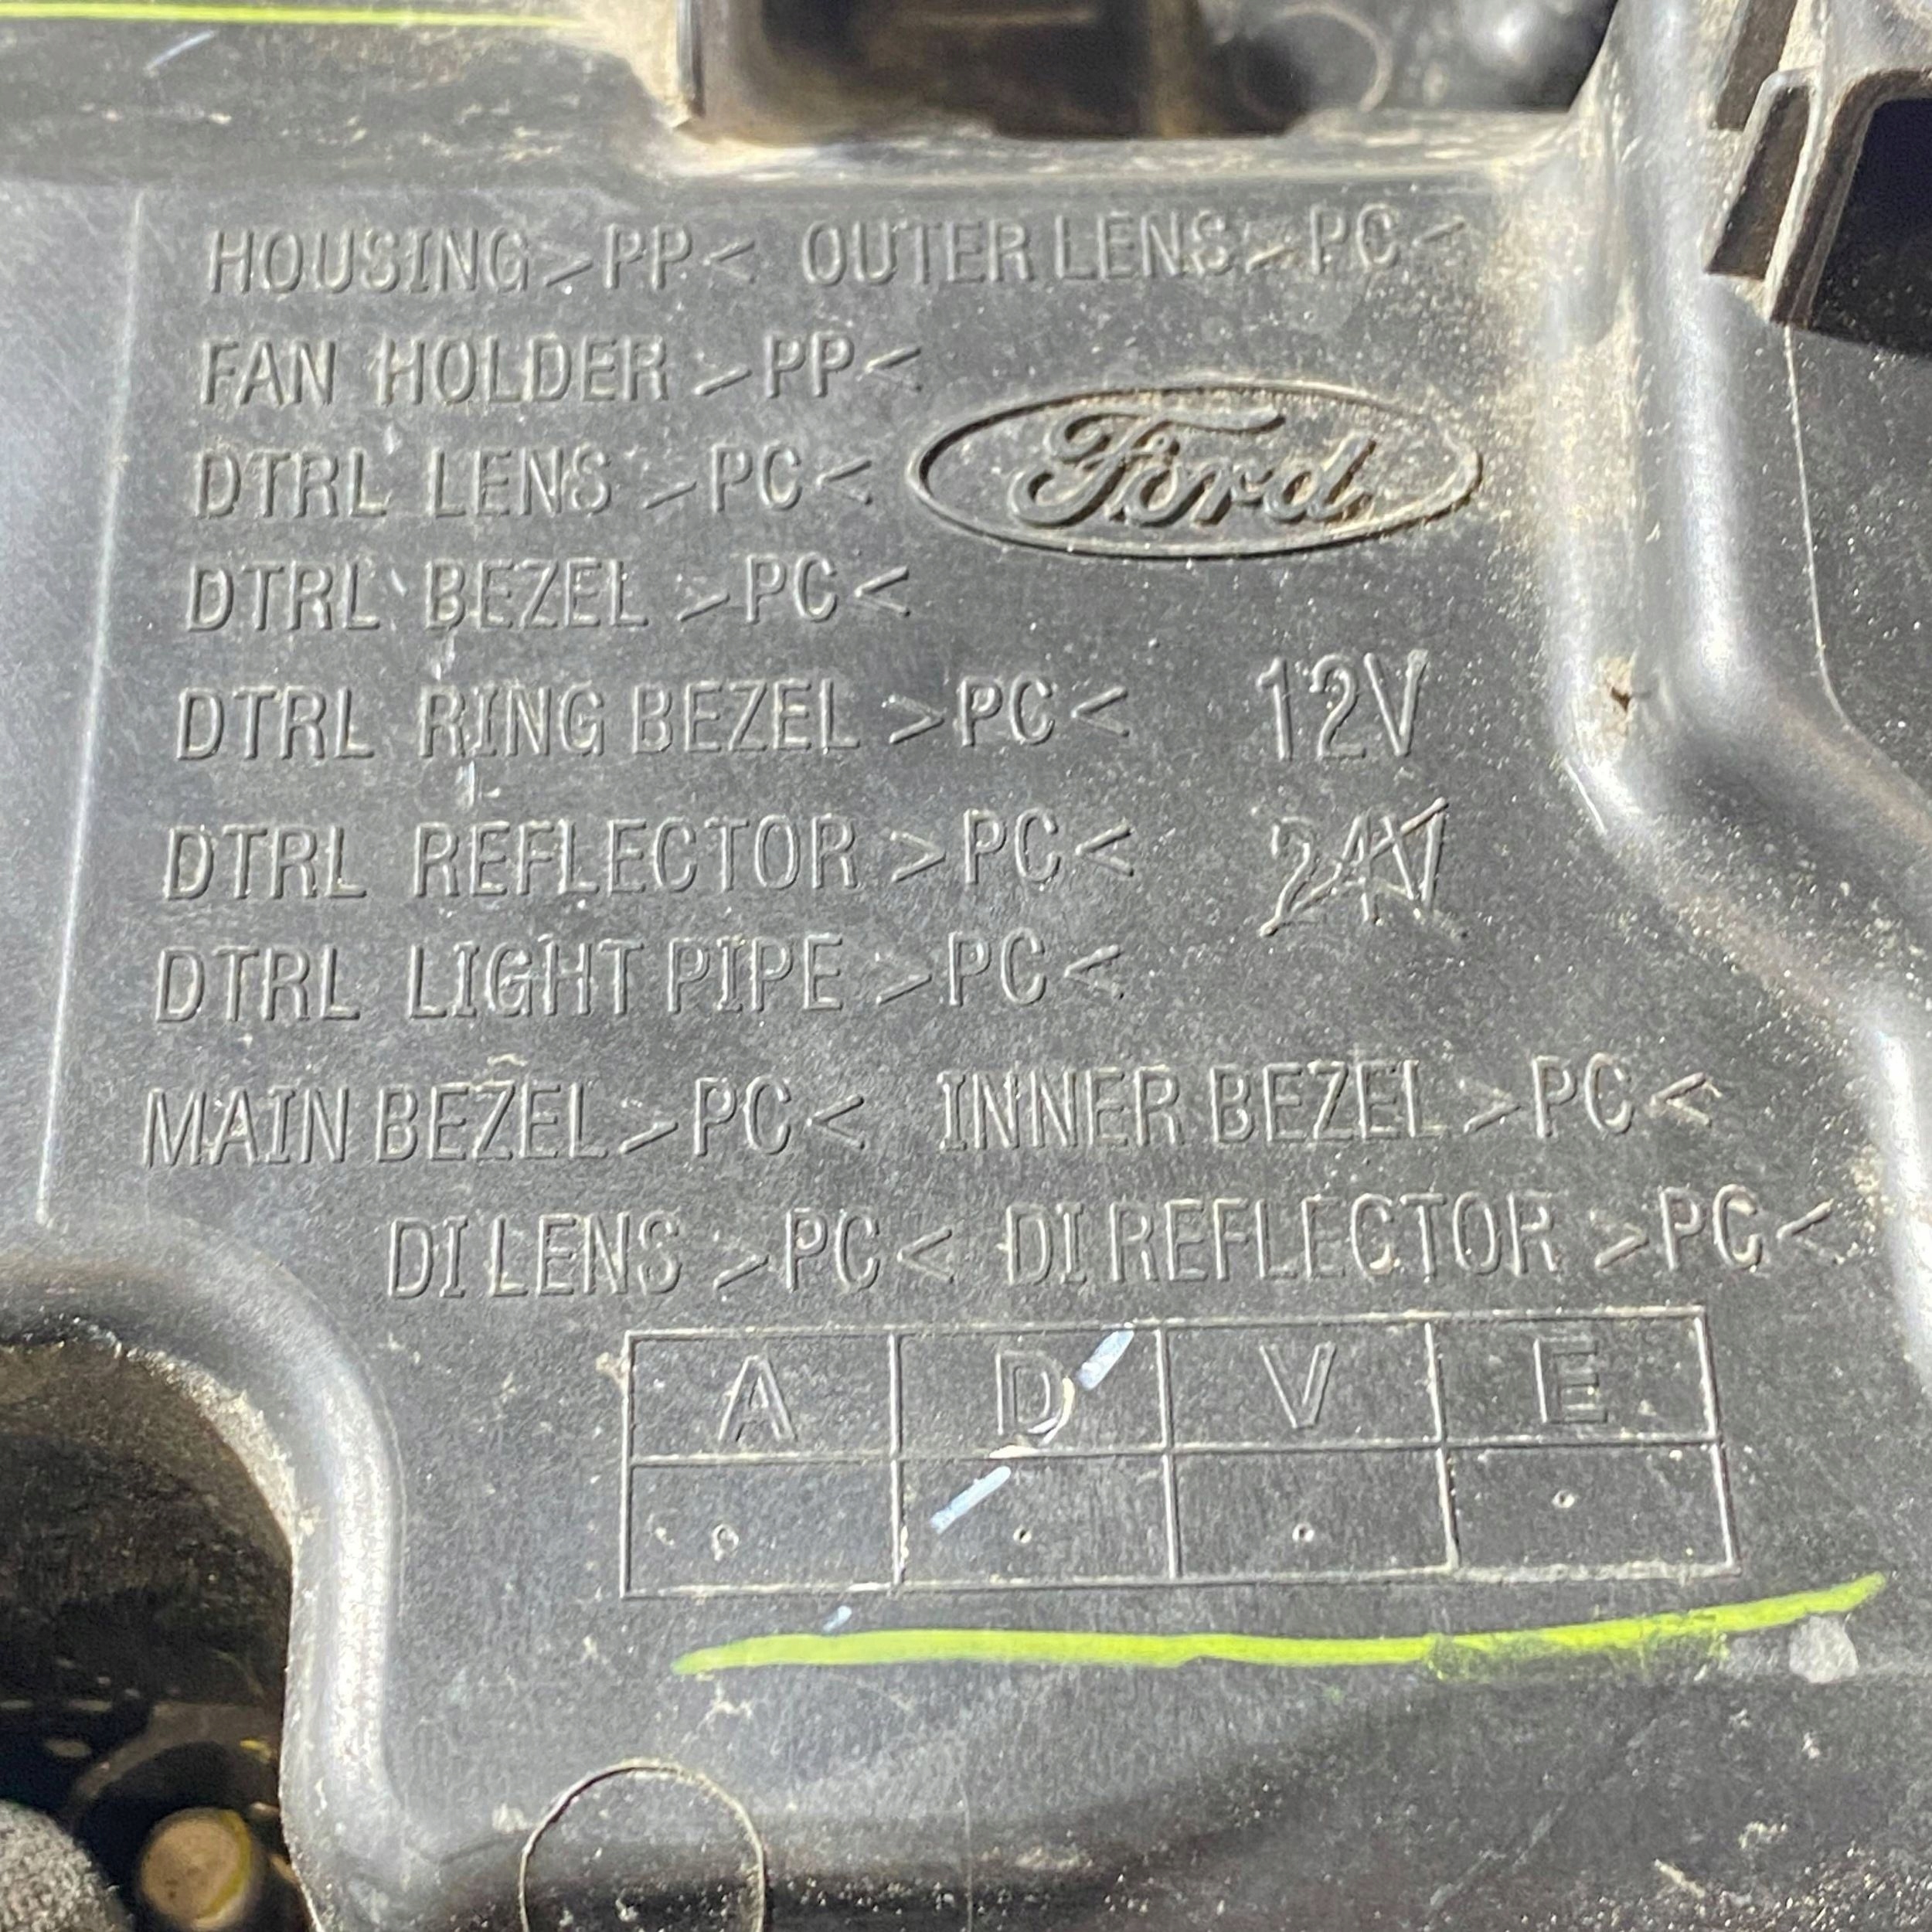 HOUSING >PP< OUTER LENS >PC<
FAN HOLDER >PP<
DTRL LENS >PC<
Ford
DTRL BEZEL >PC<
DTRL RING BEZEL >PC< 12V
DTRL REFLECTOR >PC< 24V
DTRL LIGHT PIPE >PC<
MAIN BEZEL >PC< INNER BEZEL >PC<
DI LENS >PC< DI REFLECTOR >PC<
A D V E